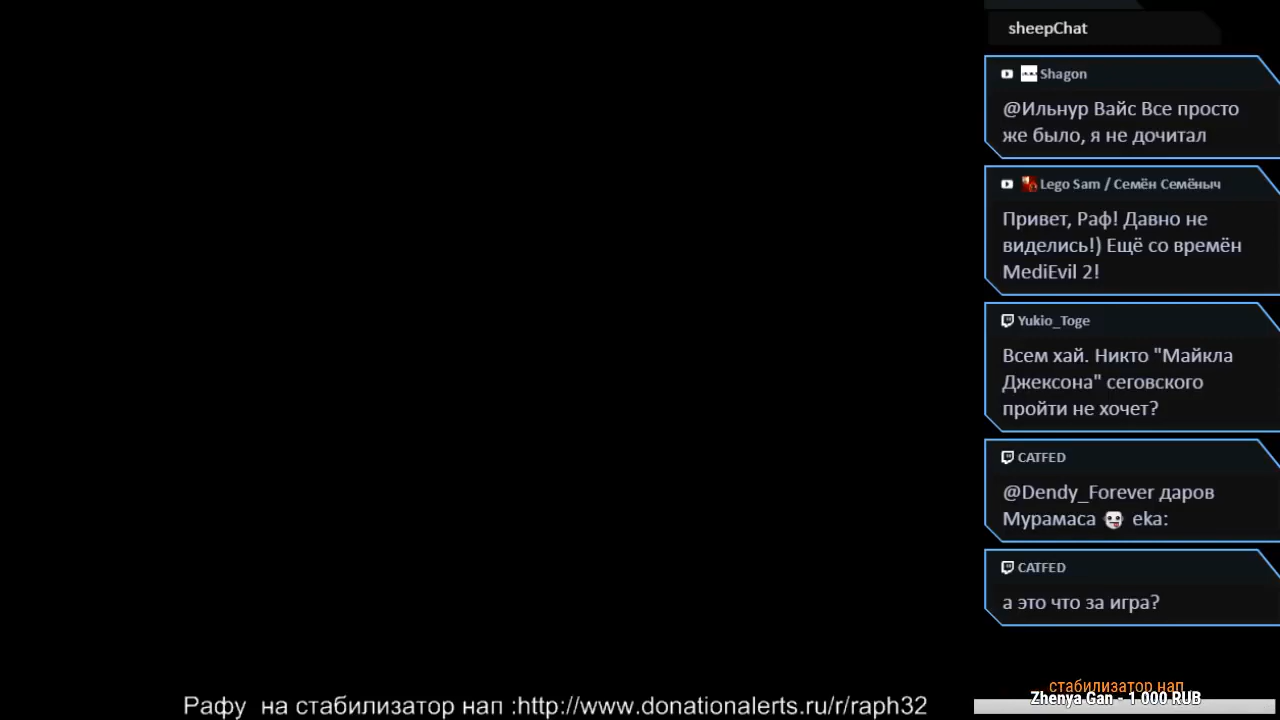 sheepChat
Shagon
@Ильнур Вайс Все просто
же было, я не дочитал
Lego Sam / Семён Семёныч
Привет, Раф! Давно не
виделись!) Ещё со времён
MediEvil 2!
Yukio_Toge
Всем хай. Никто "Майкла
Джексона" сеговского
пройти не хочет?
CATFED
@Dendy_Forever даров
Мурамаса eka:
CATFED
а это что за игра?
стабилизатор нап
Zhenya Gan - 1 000 RUB
Рафу на стабилизатор нап :http://www.donationalerts.ru/r/raph32